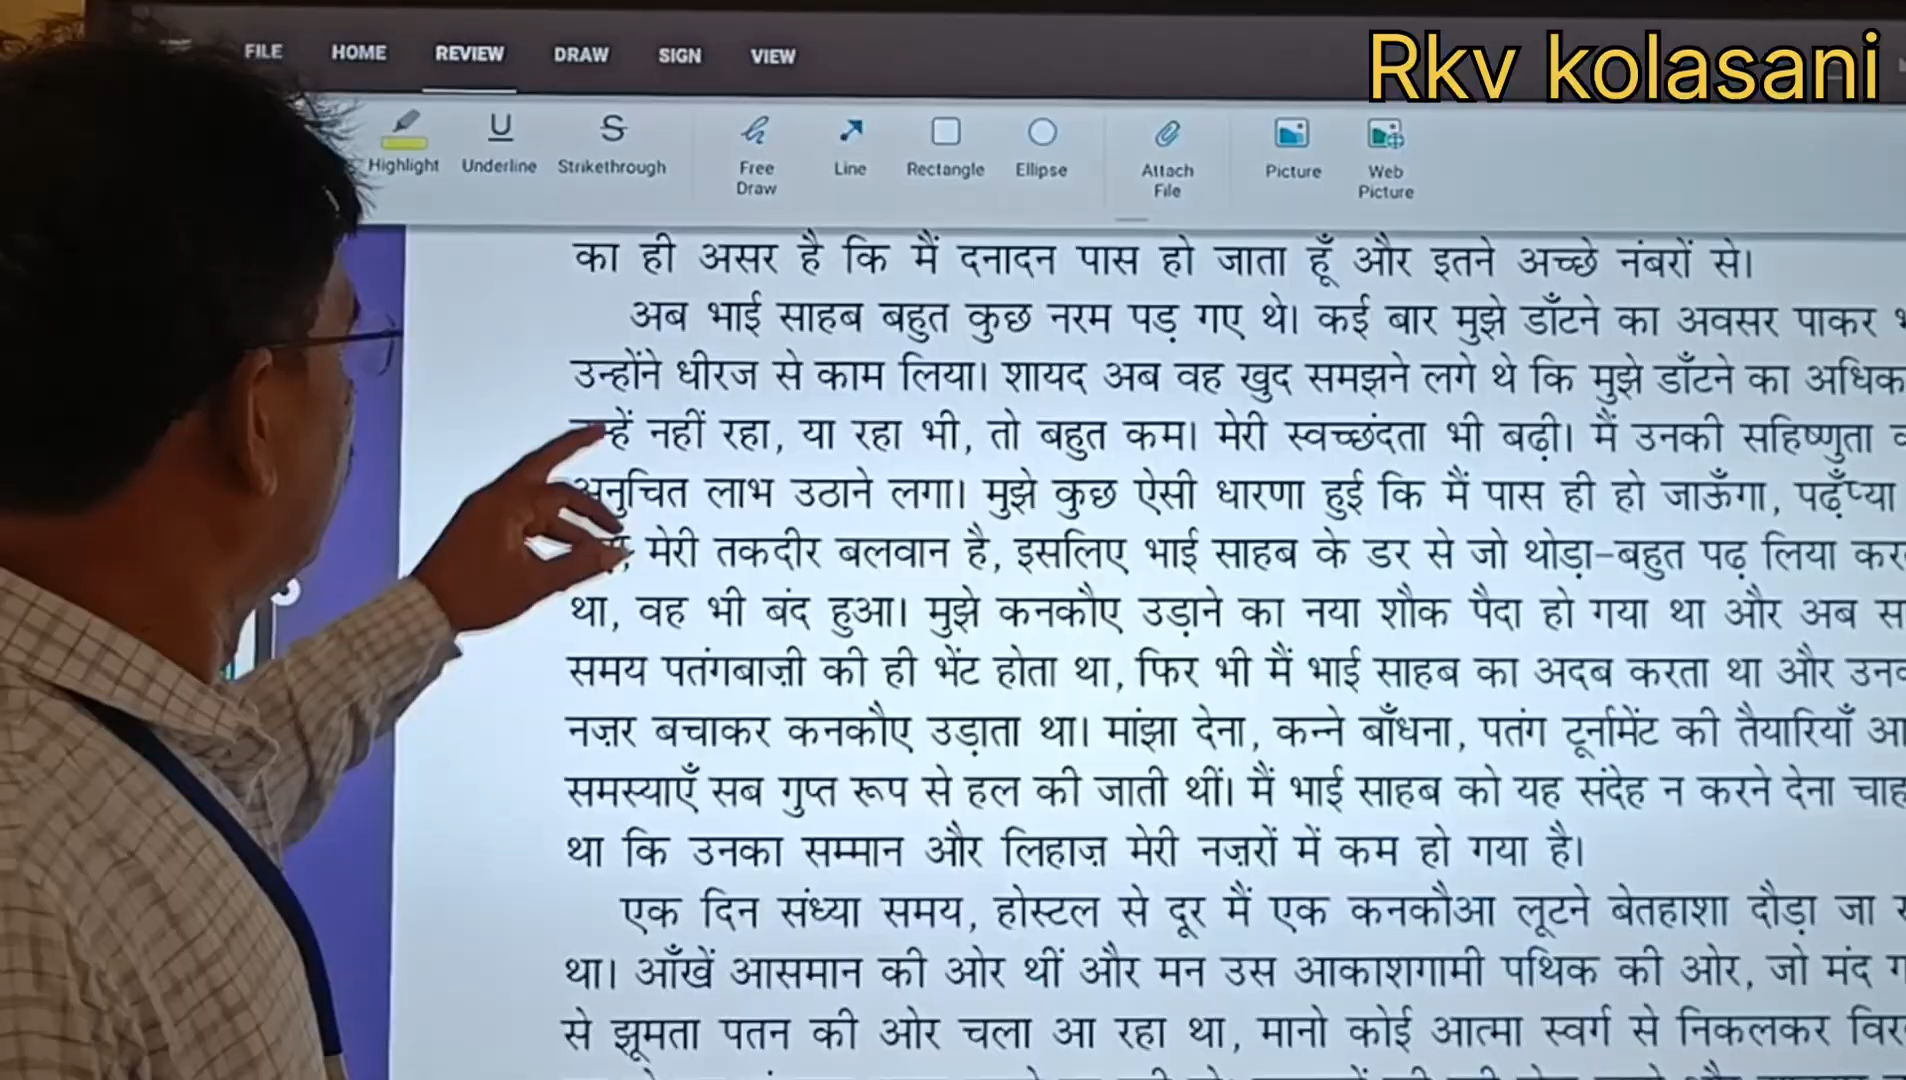 Rkv kolasani
FILE HOME REVIEW DRAW SIGN VIEW
Highlight Underline Strikethrough Free Draw Line Rectangle Ellipse Attach File Picture Web Picture
का ही असर है कि मैं दनादन पास हो जाता हूँ और इतने अच्छे नंबरों से।
अब भाई साहब बहुत कुछ नरम पड़ गए थे। कई बार मुझे डाँटने का अवसर पाकर
उन्होंने धीरज से काम लिया। शायद अब वह खुद समझने लगे थे कि मुझे डाँटने का
नहीं रहा, या रहा भी, तो बहुत कम। मेरी स्वच्छंदता भी बढ़ी। मैं उनकी सहिष्णुता
अनुचित लाभ उठाने लगा। मुझे कुछ ऐसी धारणा हुई कि मैं पास ही हो जाऊँगा, पढ़ूँ या
मेरी तकदीर बलवान है, इसलिए भाई साहब के डर से जो थोड़ा-बहुत पढ़ लिया
था, वह भी बंद हुआ। मुझे कनकौए उड़ाने का नया शौक पैदा हो गया था और अब
समय पतंगबाज़ी की ही भेंट होता था, फिर भी मैं भाई साहब का अदब करता था और
नज़र बचाकर कनकौए उड़ाता था। मांझा देना, कन्ने बाँधना, पतंग टूर्नामेंट की तैयारियाँ
समस्याएँ सब गुप्त रूप से हल की जाती थीं। मैं भाई साहब को यह संदेह न करने देना
था कि उनका सम्मान और लिहाज़ मेरी नज़रों में कम हो गया है।
एक दिन संध्या समय, होस्टल से दूर मैं एक कनकौआ लूटने बेतहाशा दौड़ा जा
था। आँखें आसमान की ओर थीं और मन उस आकाशगामी पथिक की ओर, जो मंद
से झूमता पतन की ओर चला आ रहा था, मानो कोई आत्मा स्वर्ग से निकलकर